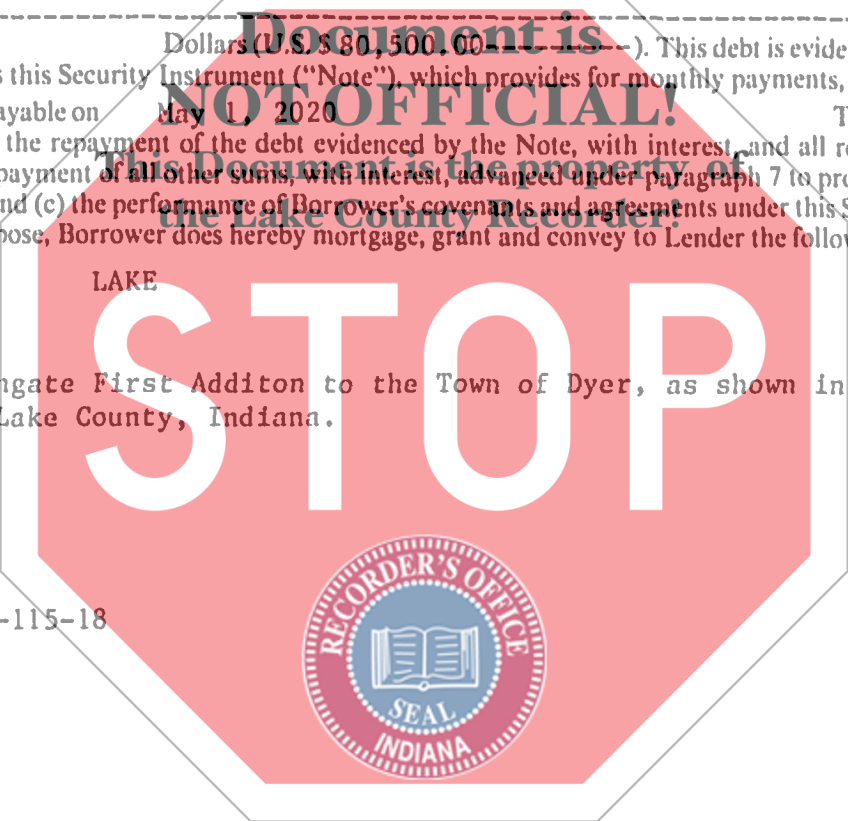 Document is
Dollars (U.S. $ 80,500.00----------). This debt is evide
s this Security Instrument (“Note”), which provides for monthly payments,
NOT OFFICIAL!
ayable on May 1, 2020 T
the repayment of the debt evidenced by the Note, with interest, and all re
This Document is the property of
payment of all other sums, with interest, advanced under paragraph 7 to pro
nd (c) the performance of Borrower's covenants and agreements under this S
the Lake County Recorder!
pose, Borrower does hereby mortgage, grant and convey to Lender the follow
LAKE
STOP
ngate First Additon to the Town of Dyer, as shown in
Lake County, Indiana.
RECORDER'S OFFICE
SEAL
INDIANA
-115-18